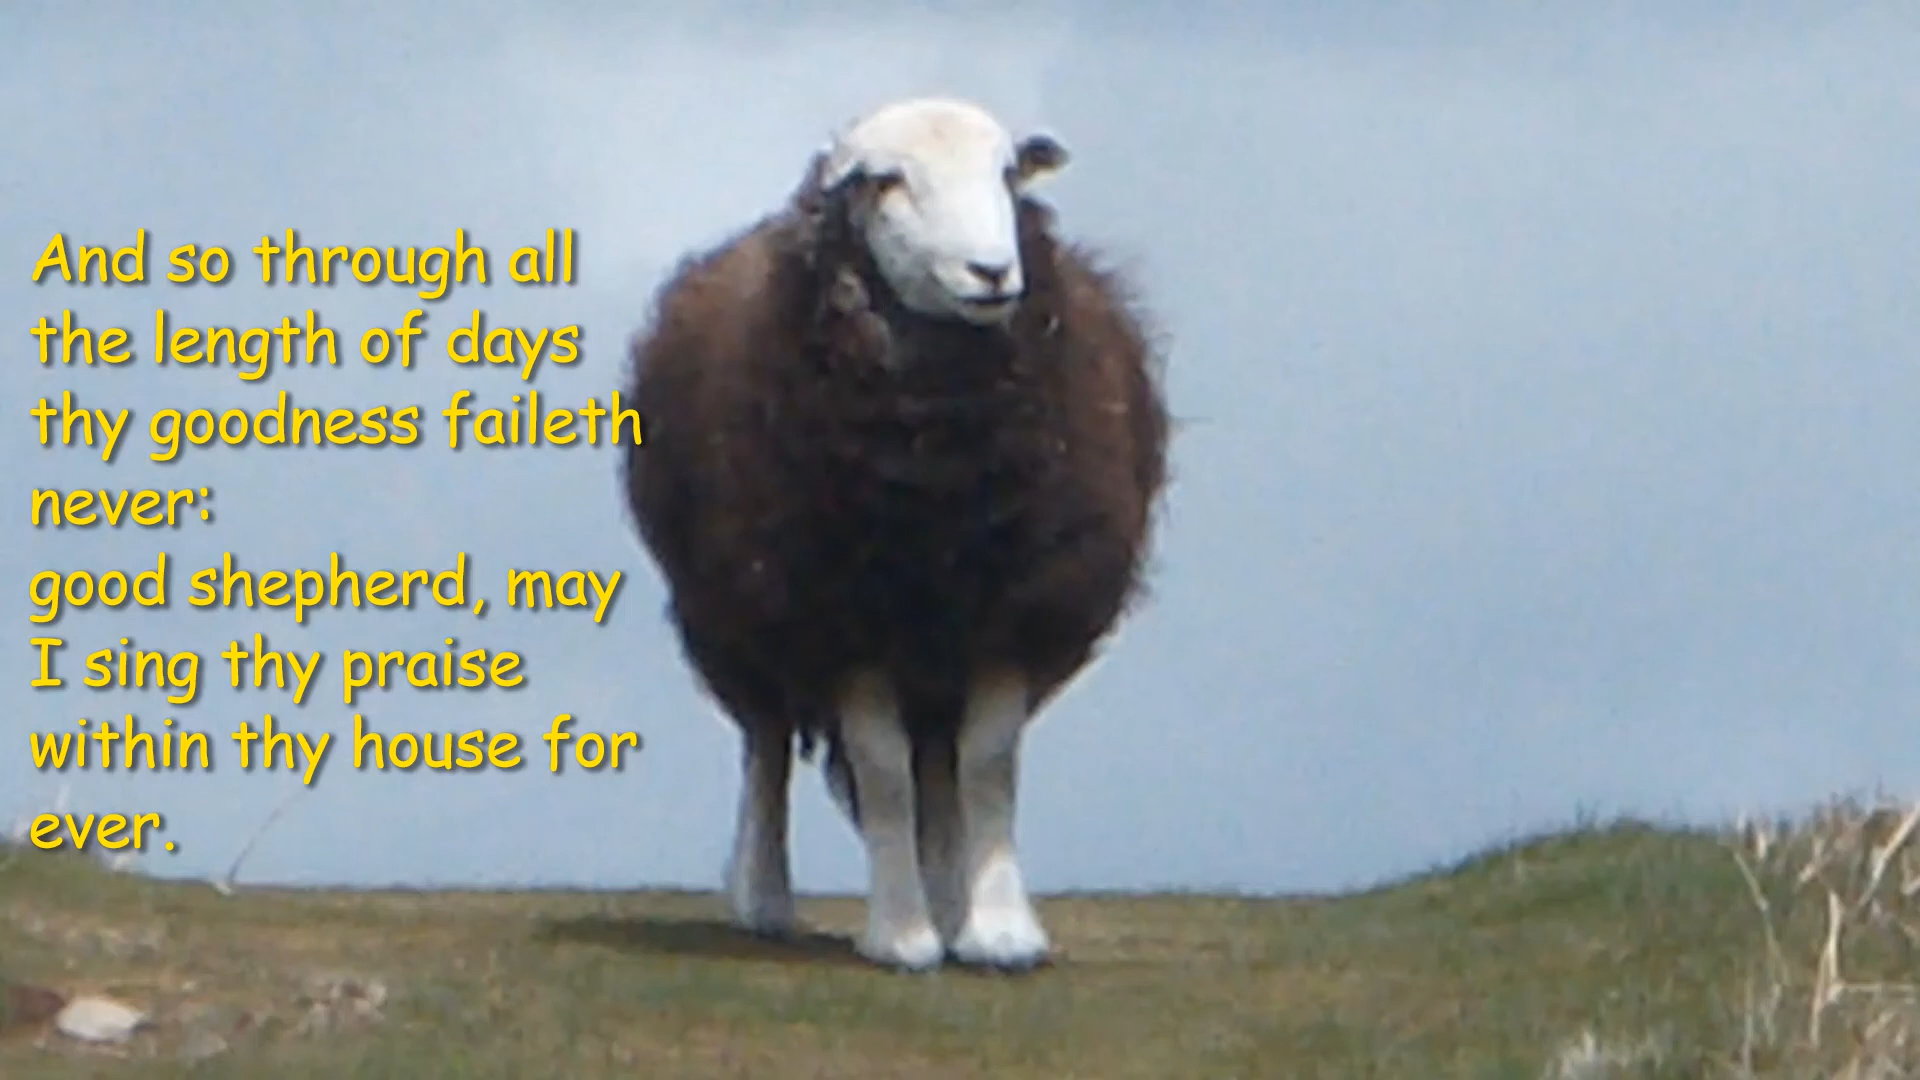 And so through all
the length of days
thy goodness faileth
never:
good shepherd, may
I sing thy praise
within thy house for
ever.